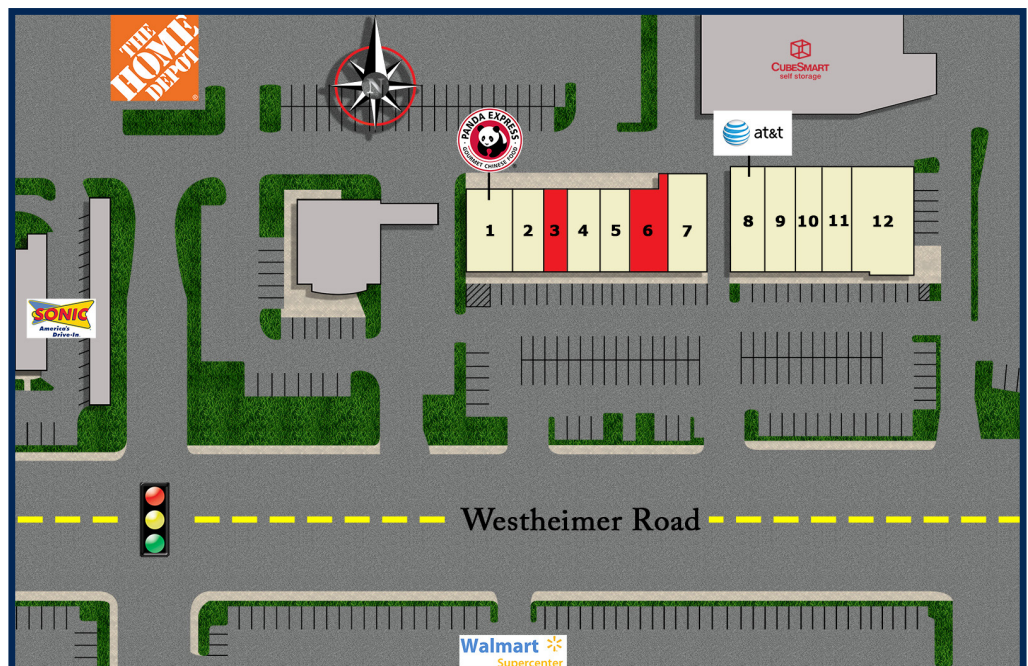 THE
HOME
DEPOT
®
N
CUBESMART
self storage
PANDA EXPRESS
GOURMET CHINESE FOOD
at&t
1
2
3
4
5
6
7
8
9
10
11
12
SONIC
America's
Drive-In
Westheimer Road
Walmart
Supercenter